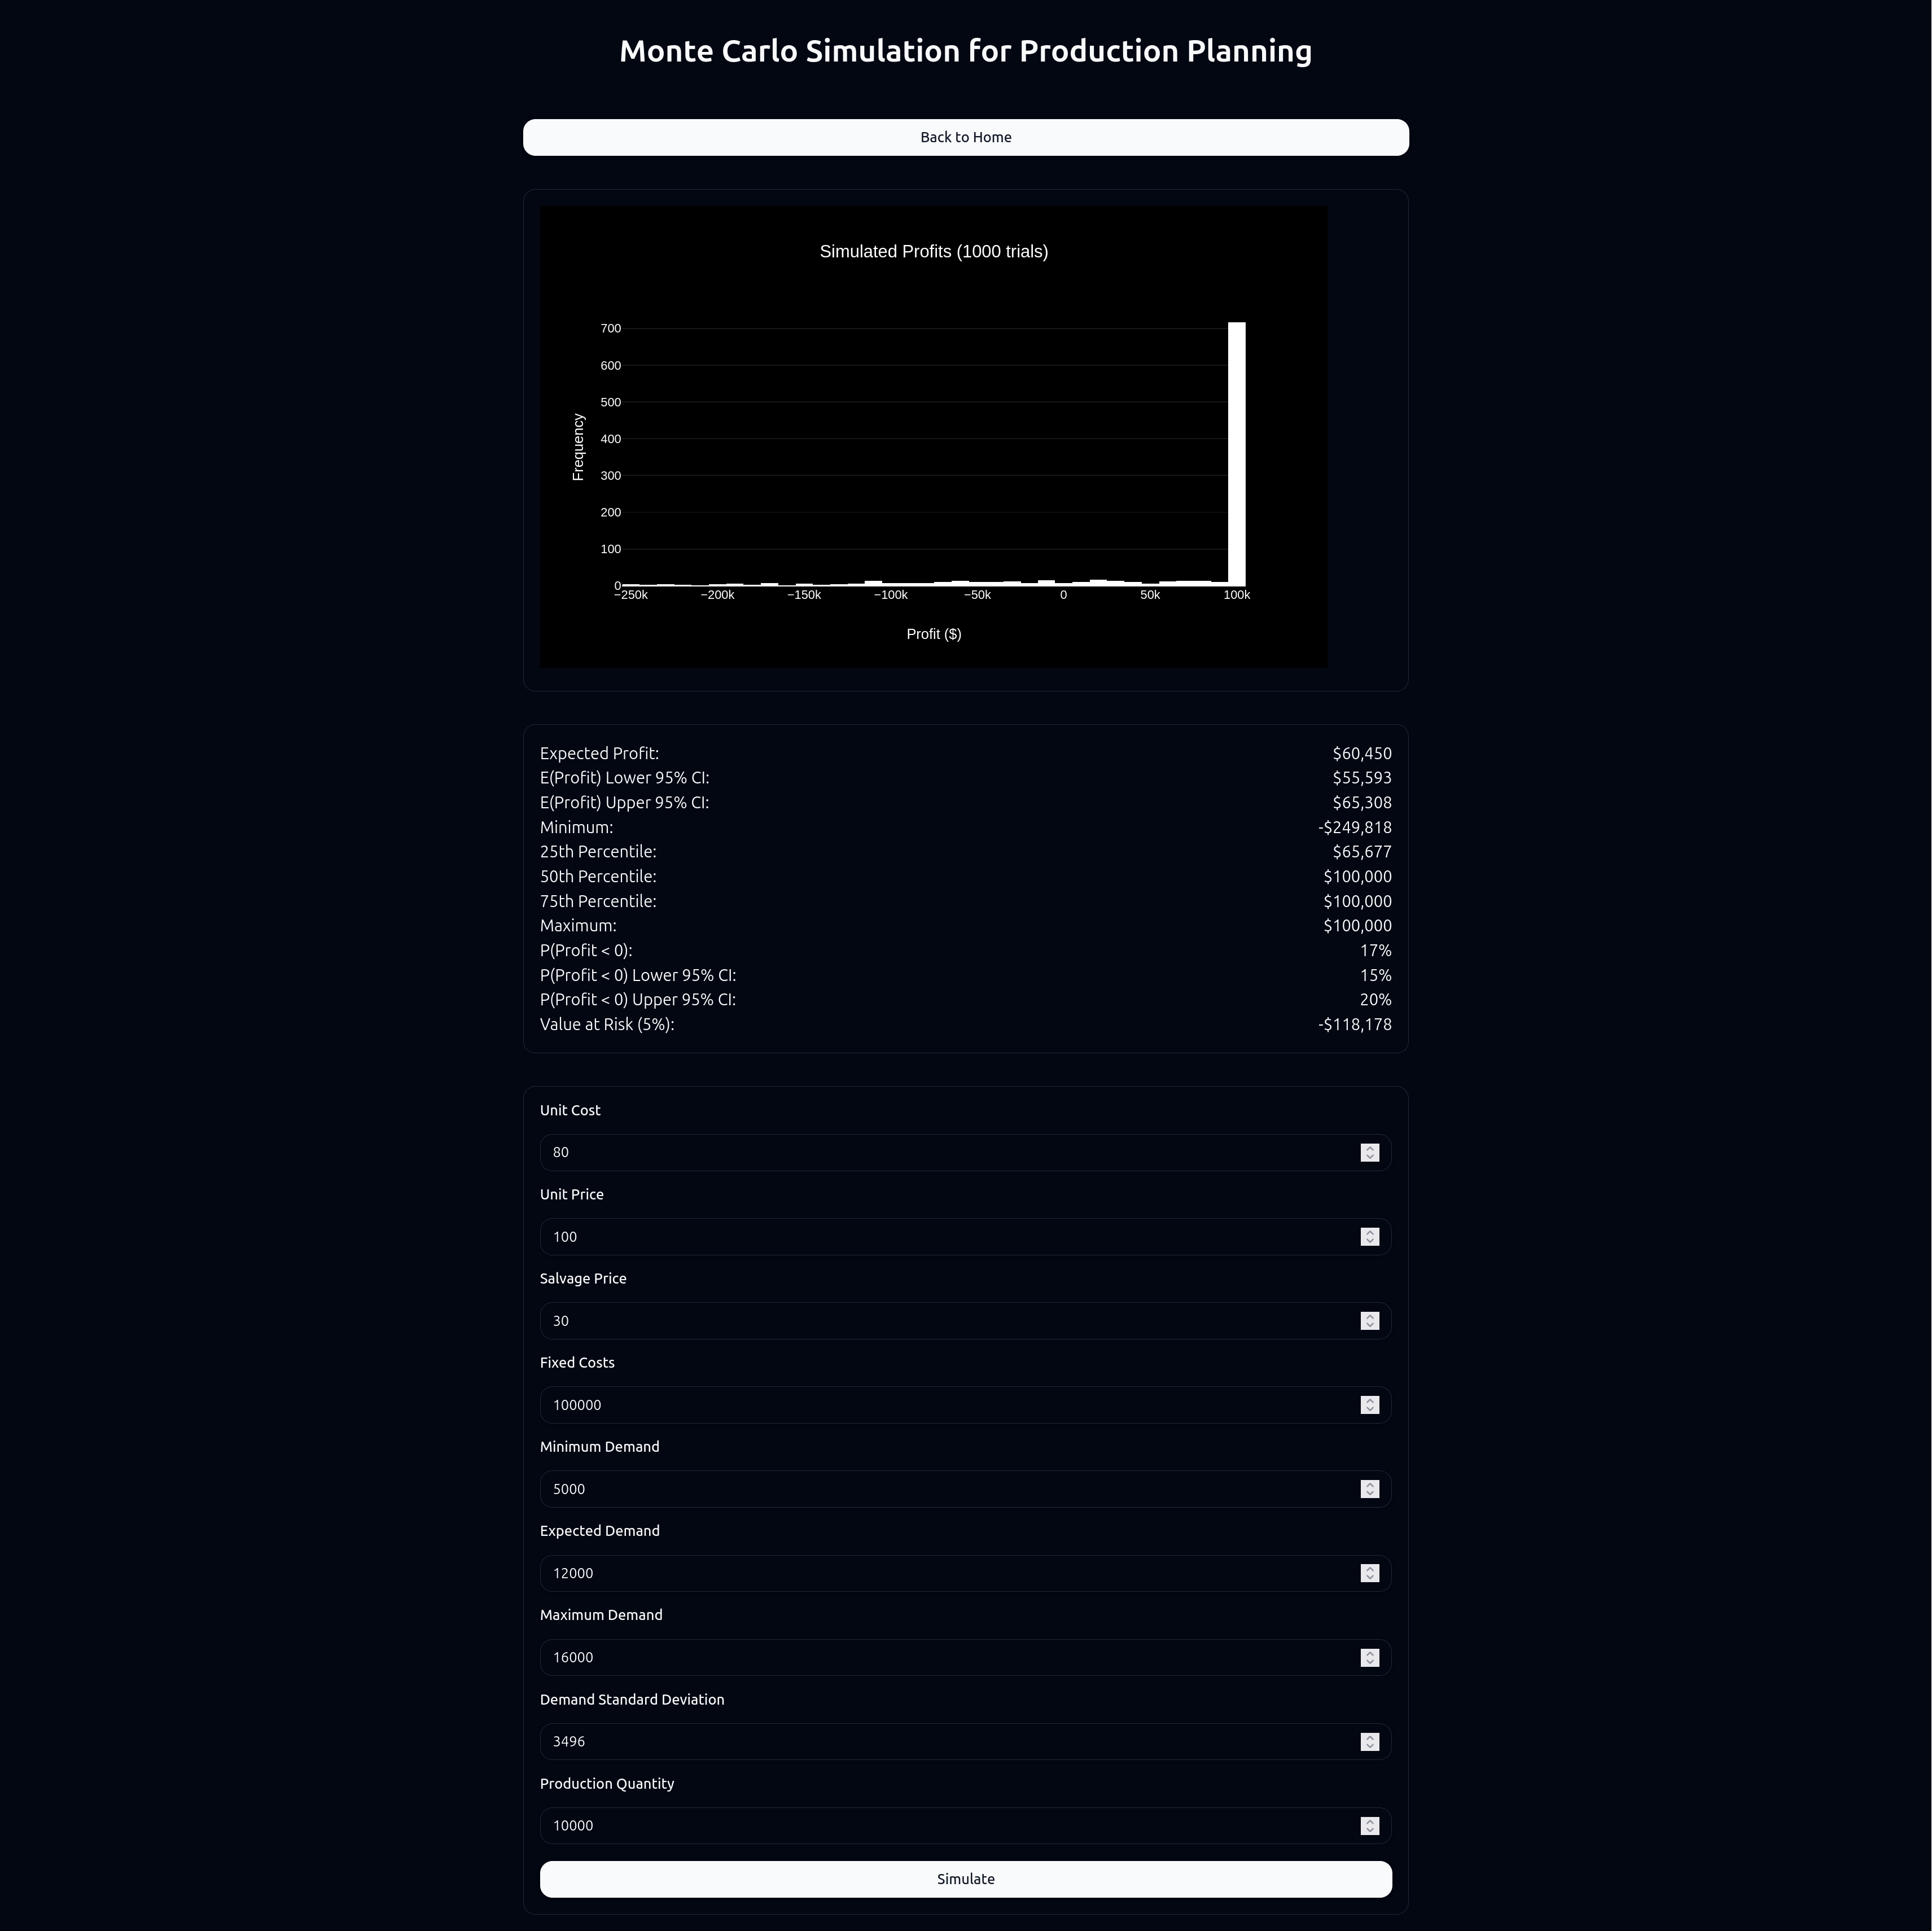 Monte Carlo Simulation for Production Planning
Back to Home
Simulated Profits (1000 trials)
700
600
500
400
300
200
100
0
Frequency
−250k −200k −150k −100k −50k 0 50k 100k
Profit ($)
Expected Profit: $60,450
E(Profit) Lower 95% CI: $55,593
E(Profit) Upper 95% CI: $65,308
Minimum: -$249,818
25th Percentile: $65,677
50th Percentile: $100,000
75th Percentile: $100,000
Maximum: $100,000
P(Profit < 0): 17%
P(Profit < 0) Lower 95% CI: 15%
P(Profit < 0) Upper 95% CI: 20%
Value at Risk (5%): -$118,178
Unit Cost
80
Unit Price
100
Salvage Price
30
Fixed Costs
100000
Minimum Demand
5000
Expected Demand
12000
Maximum Demand
16000
Demand Standard Deviation
3496
Production Quantity
10000
Simulate